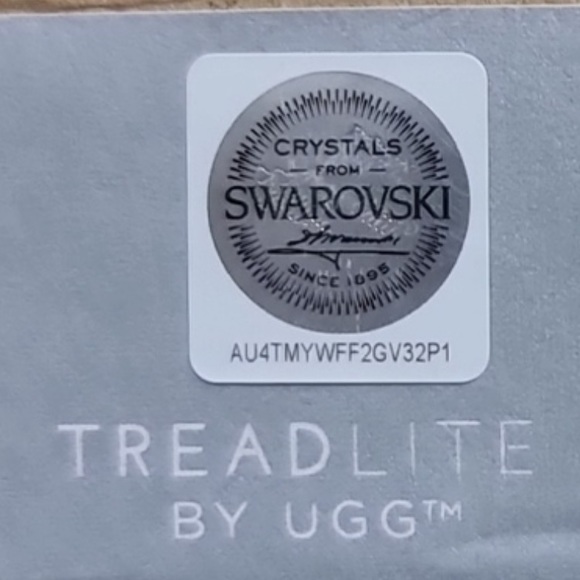 CRYSTALS
— FROM —
SWAROVSKI
SINCE 1895
AU4TMYWFF2GV32P1
TREADLITE
BY UGG™